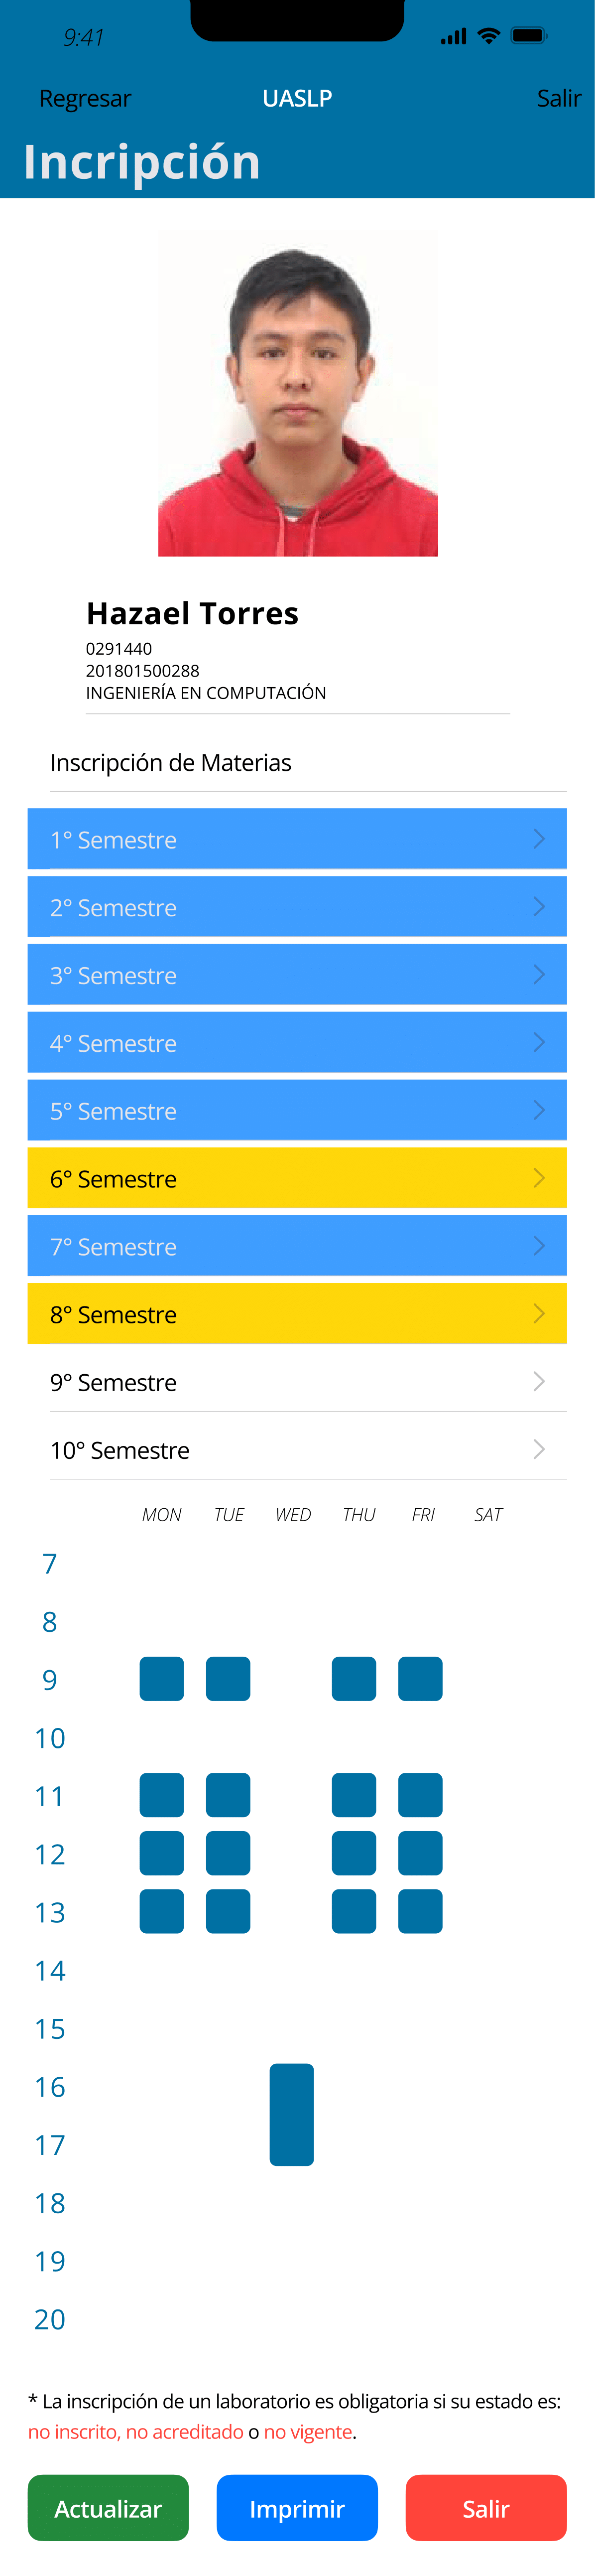 9:41
Regresar UASLP Salir
Incripción
Hazael Torres
0291440
201801500288
INGENIERÍA EN COMPUTACIÓN
Inscripción de Materias
1° Semestre
2° Semestre
3° Semestre
4° Semestre
5° Semestre
6° Semestre
7° Semestre
8° Semestre
9° Semestre
10° Semestre
MON TUE WED THU FRI SAT
7
8
9
10
11
12
13
14
15
16
17
18
19
20
* La inscripción de un laboratorio es obligatoria si su estado es:
no inscrito, no acreditado o no vigente.
Actualizar Imprimir Salir